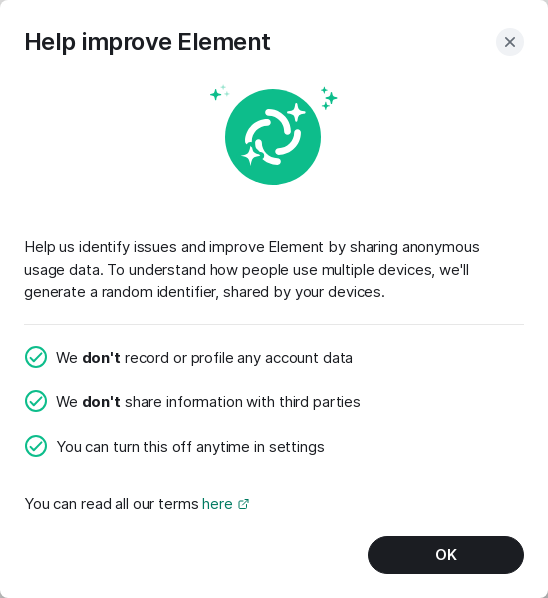 Help improve Element
Help us identify issues and improve Element by sharing anonymous
usage data. To understand how people use multiple devices, we'll
generate a random identifier, shared by your devices.
We don't record or profile any account data
We don't share information with third parties
You can turn this off anytime in settings
You can read all our terms here
OK